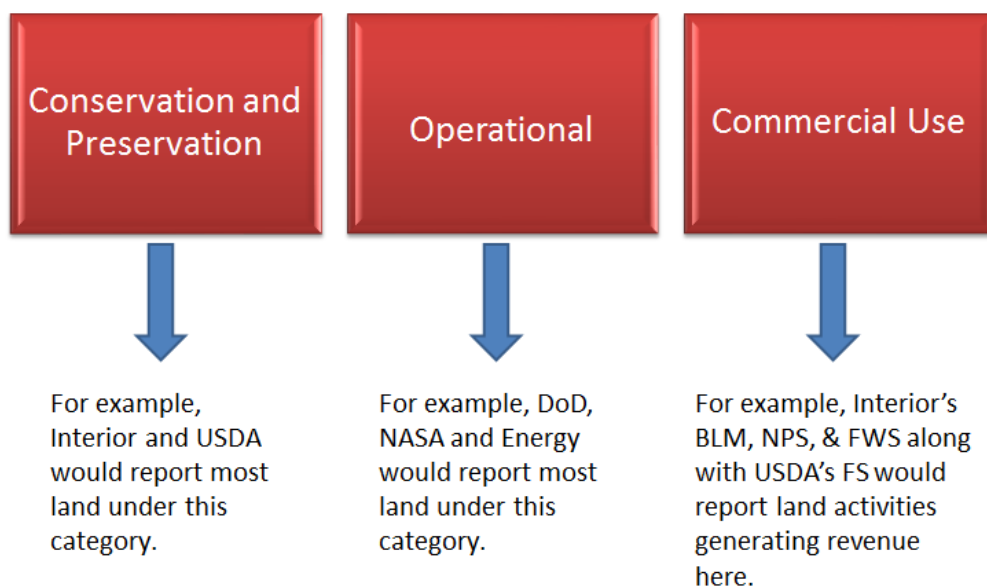 Conservation and
Preservation
Operational
Commercial Use
For example,
Interior and USDA
would report most
land under this
category.
For example, DoD,
NASA and Energy
would report most
land under this
category.
For example, Interior’s
BLM, NPS, & FWS along
with USDA’s FS would
report land activities
generating revenue
here.